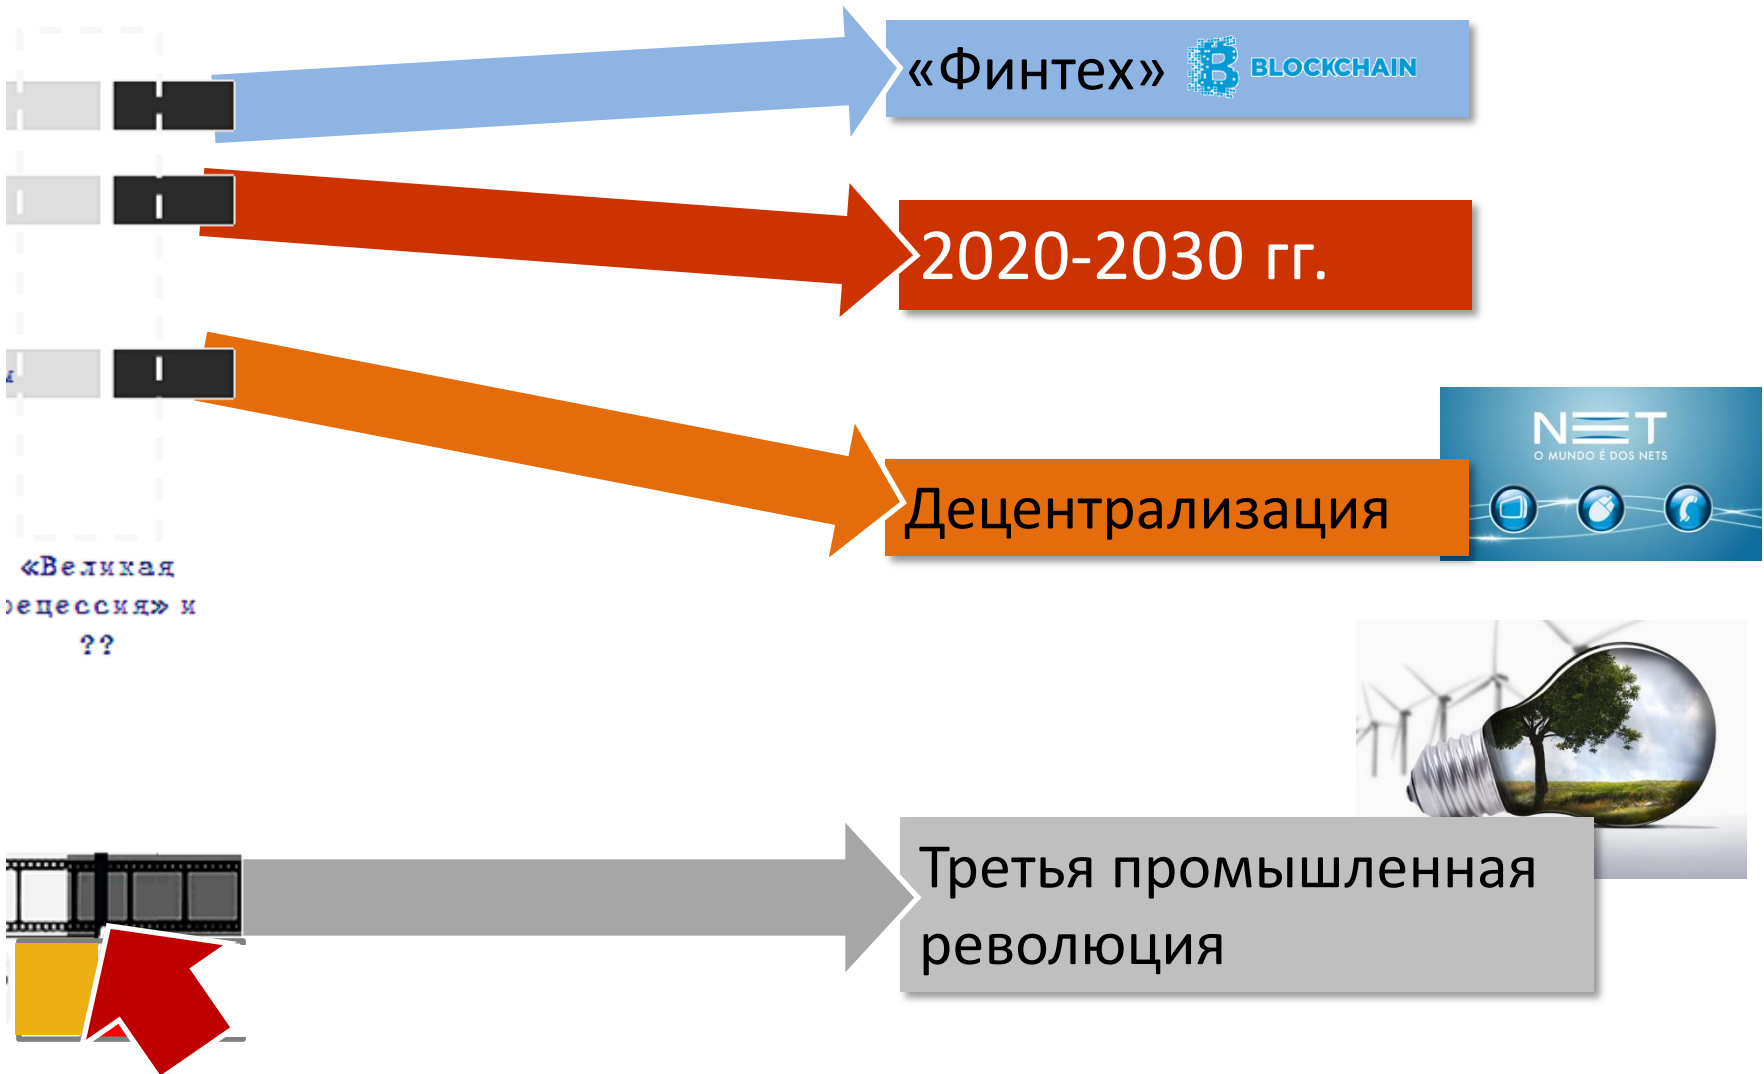 «Финтех»
BLOCKCHAIN
2020-2030 гг.
NET
O MUNDO É DOS NETS
Децентрализация
«Великая
рецессия» и
??
Третья промышленная
революция